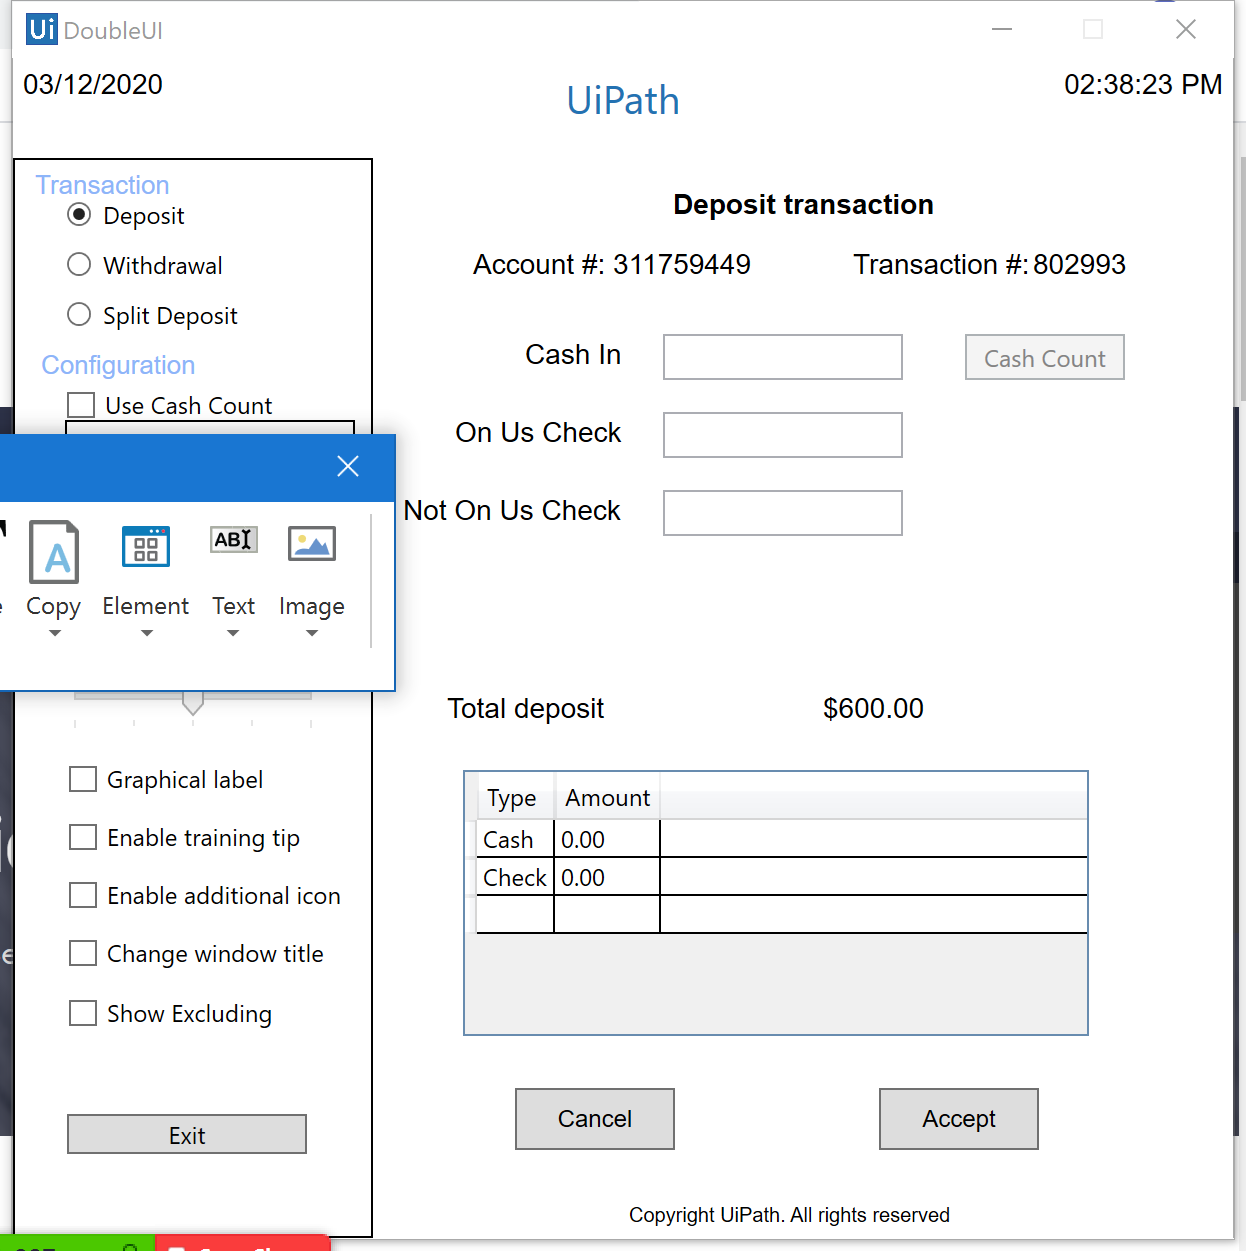 Ui DoubleUI
03/12/2020
UiPath
02:38:23 PM
Transaction
Deposit
Withdrawal
Split Deposit
Configuration
Use Cash Count
Copy
Element
ABI
Text
Image
Graphical label
Enable training tip
Enable additional icon
Change window title
Show Excluding
Exit
Deposit transaction
Account #: 311759449 Transaction #: 802993
Cash In
Cash Count
On Us Check
Not On Us Check
Total deposit $600.00
Type Amount
Cash 0.00
Check 0.00
Cancel
Accept
Copyright UiPath. All rights reserved